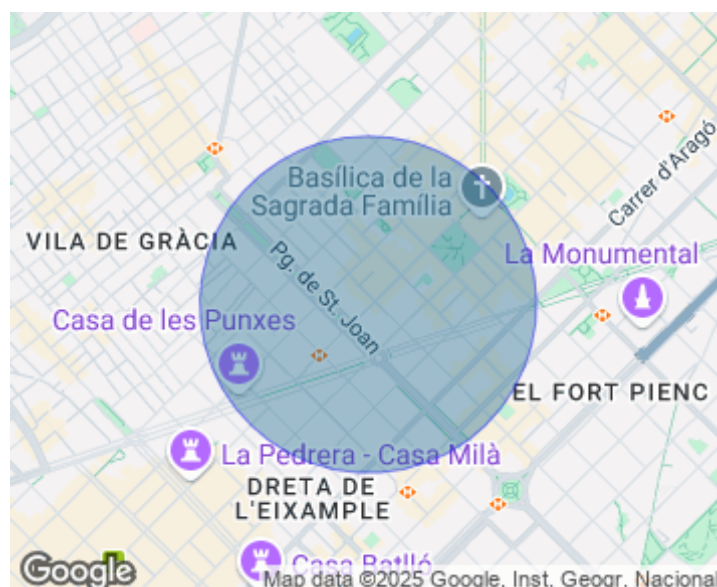 Basílica de la
Sagrada Família
Carrer d'Aragó
VILA DE GRÀCIA
La Monumental
Pg. de St. Joan
Casa de les Punxes
EL FORT PIENC
La Pedrera - Casa Milà
DRETA DE
L'EIXAMPLE
Casa Batlló
Google
Map data ©2025 Google, Inst. Geogr. Nacional